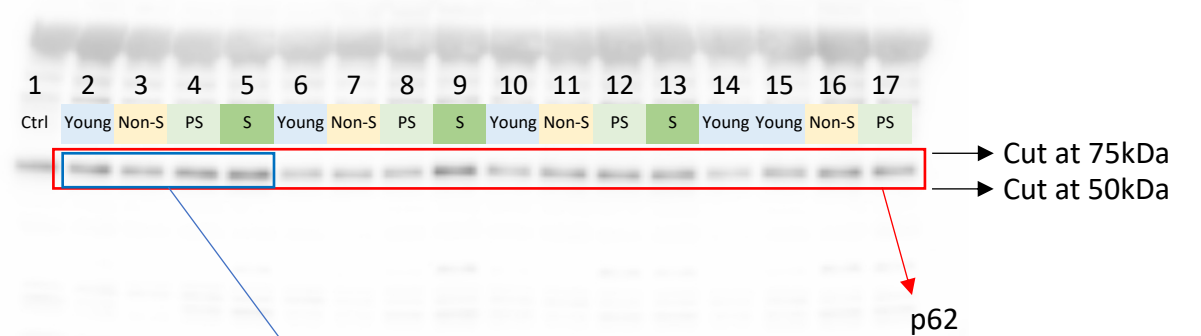 1 2 3 4 5 6 7 8 9 10 11 12 13 14 15 16 17
Ctrl Young Non-S PS S Young Non-S PS S Young Non-S PS S Young Young Non-S PS
Cut at 75kDa
Cut at 50kDa
p62